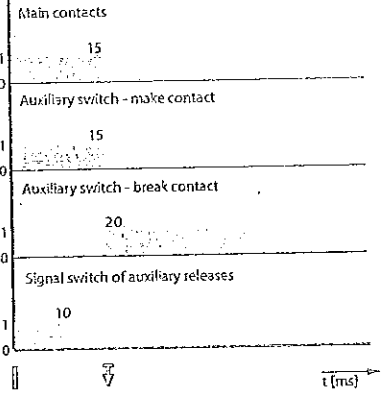 Main contacts
15
1
0
Auxiliary switch - make contact
15
1
0
Auxiliary switch - break contact
20
1
0
Signal switch of auxiliary releases
10
1
0
t [ms]